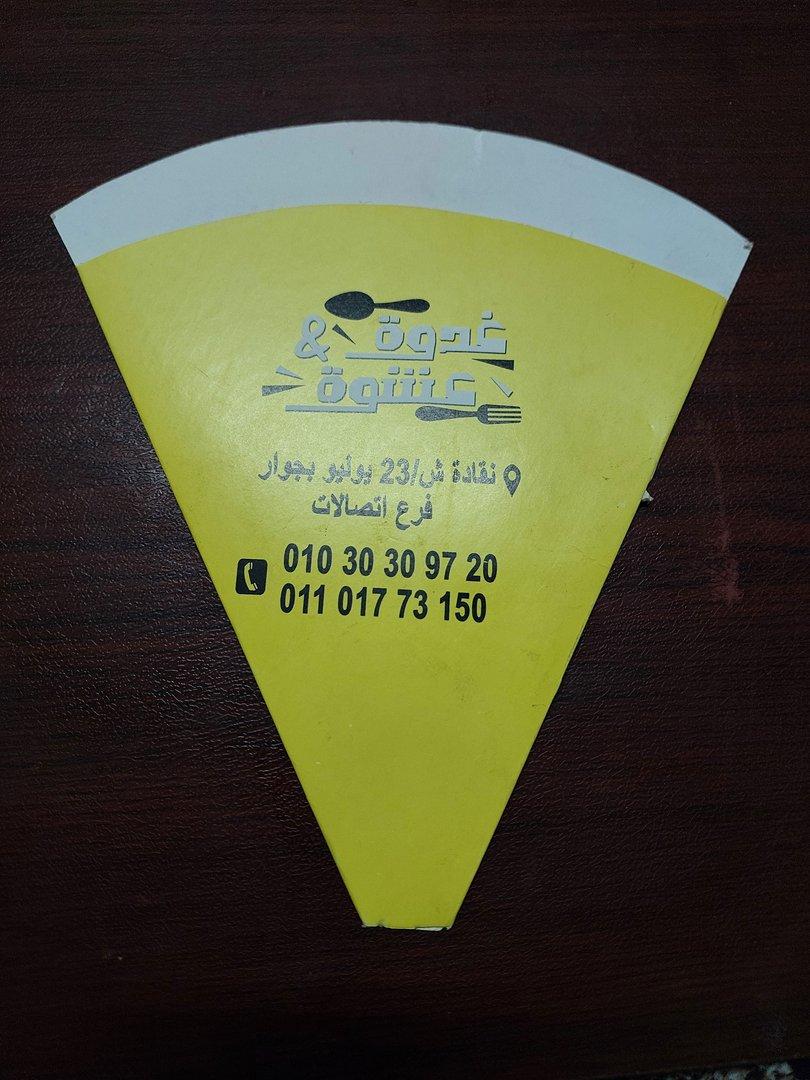 غدوة &
عشوة
نقادة ش/23 يوليو بجوار
فرع اتصالات
010 30 30 97 20
011 017 73 150